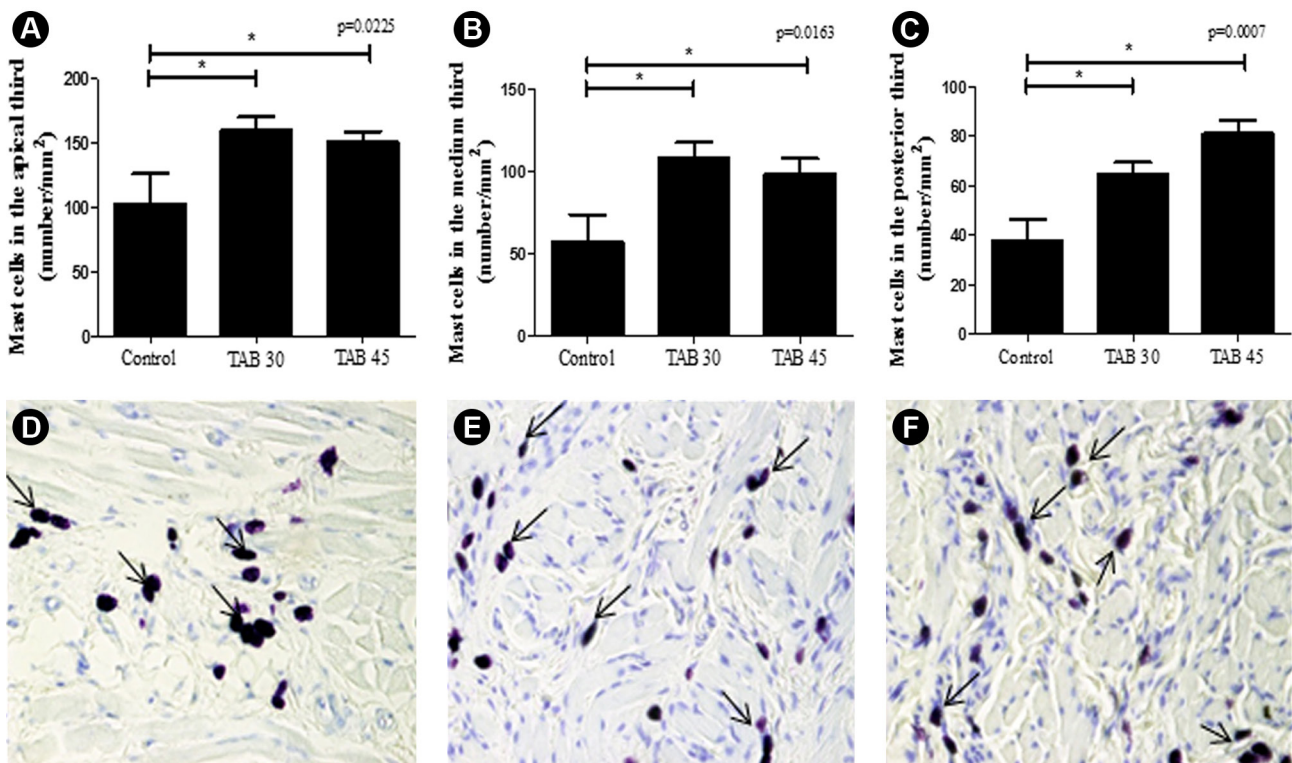 A
p=0.0225
*
*
Mast cells in the apical third
(number/mm²)
200
150
100
50
0
Control
TAB 30
TAB 45
B
p=0.0163
*
*
Mast cells in the medium third
(number/mm²)
150
100
50
0
Control
TAB 30
TAB 45
C
p=0.0007
*
*
Mast cells in the posterior third
(number/mm²)
100
80
60
40
20
0
Control
TAB 30
TAB 45
D
E
F